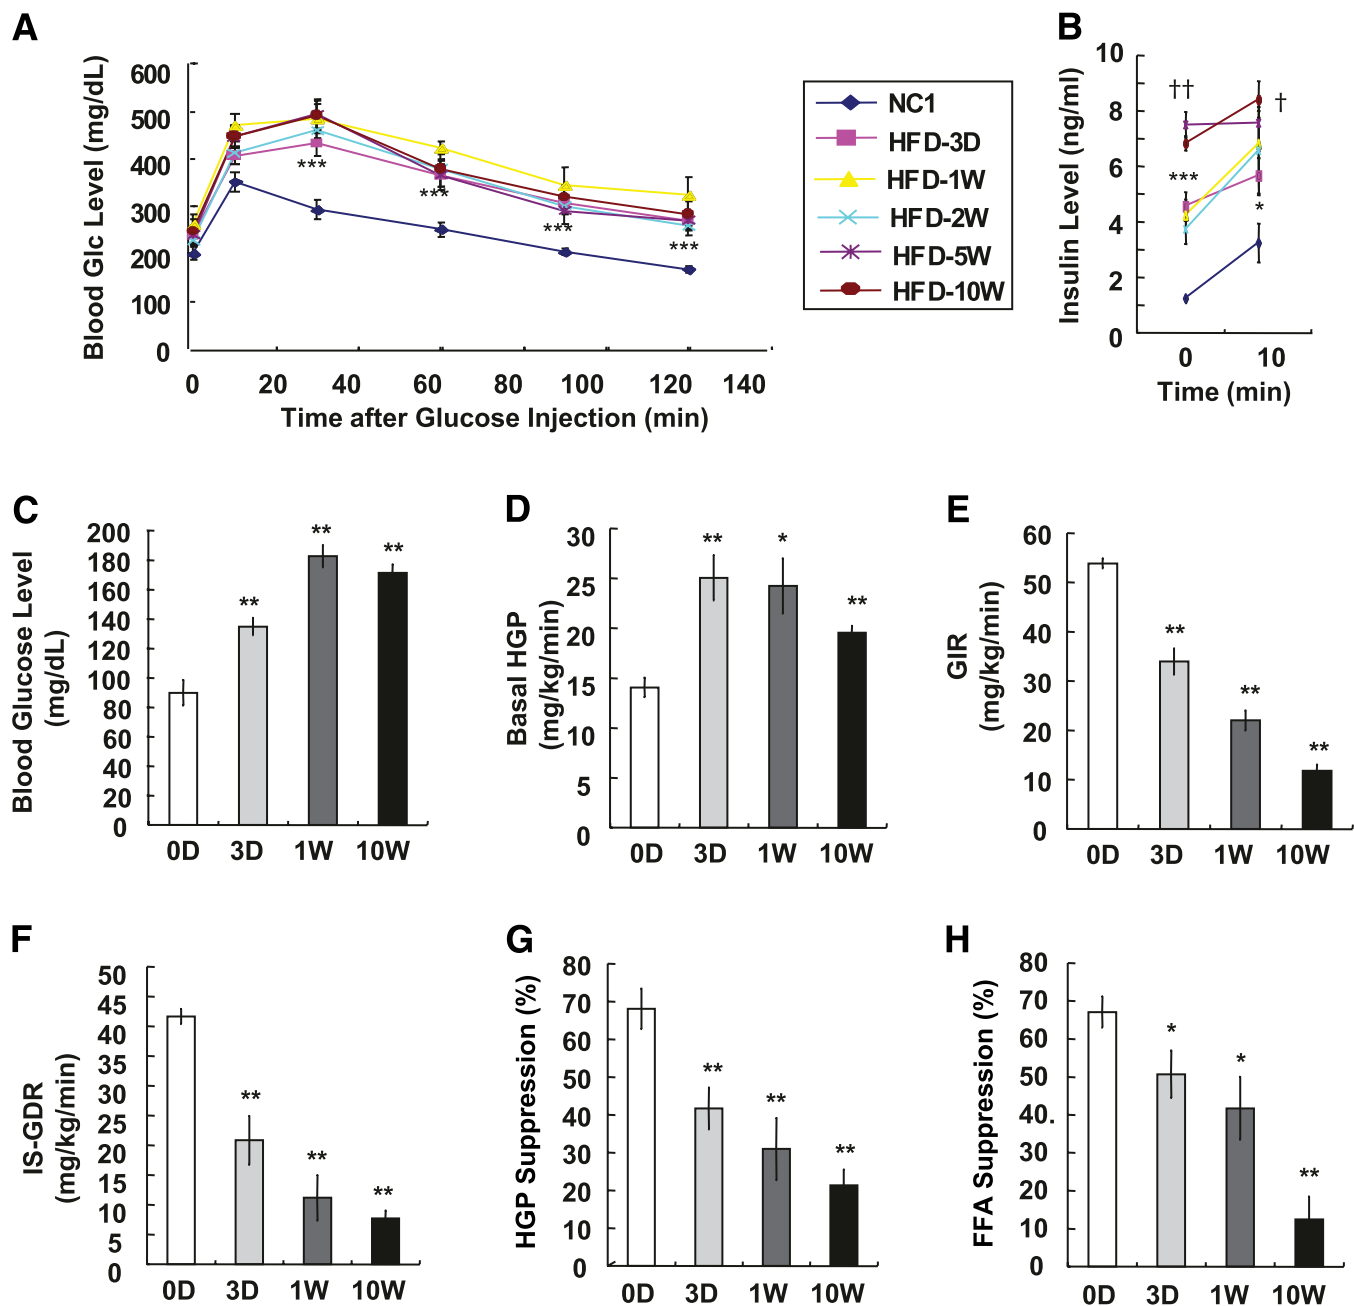 A
Blood Glc Level (mg/dL)
600
500
400
300
200
100
0
***
***
***
***
0 20 40 60 80 100 120 140
Time after Glucose Injection (min)
NC1
HFD-3D
HFD-1W
HFD-2W
HFD-5W
HFD-10W
B
Insulin Level (ng/ml)
10
8
6
4
2
0
††
†
***
*
0 10
Time (min)
C
Blood Glucose Level
(mg/dL)
200
180
160
140
120
100
80
60
40
20
0
**
**
**
0D 3D 1W 10W
D
Basal HGP
(mg/kg/min)
30
25
20
15
10
5
0
**
*
**
0D 3D 1W 10W
E
GIR
(mg/kg/min)
60
50
40
30
20
10
0
**
**
**
0D 3D 1W 10W
F
IS-GDR
(mg/kg/min)
50
45
40
35
30
25
20
15
10
5
0
**
**
**
0D 3D 1W 10W
G
HGP Suppression (%)
80
70
60
50
40
30
20
10
0
**
**
**
0D 3D 1W 10W
H
FFA Suppression (%)
80
70
60
50
40.
30
20
10
0
*
*
**
0D 3D 1W 10W